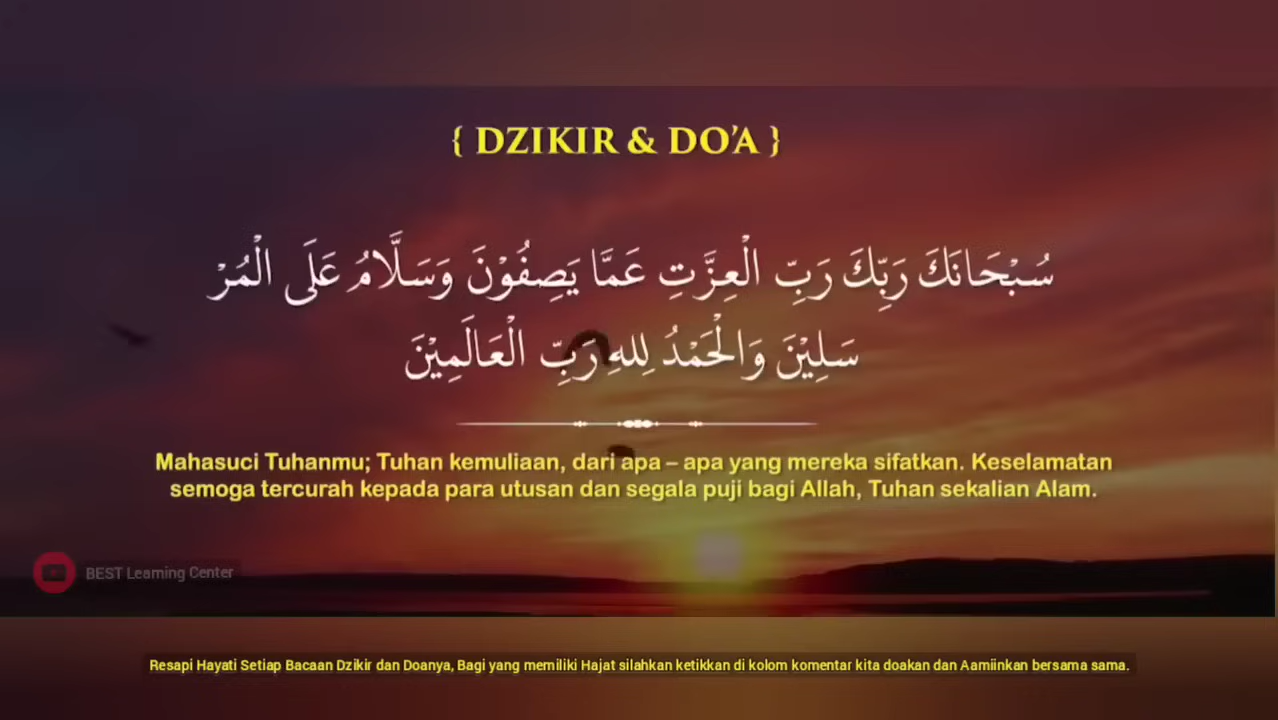 { DZIKIR & DO'A }
سُبْحَانَكَ رَبِّكَ رَبِّ الْعِزَّتِ عَمَّا يَصِفُوْنَ وَسَلَّامُ عَلَى الْمُرْ
سَلِيْنَ وَالْحَمْدُ لِلهِ رَبِّ الْعَالَمِيْنَ
Mahasuci Tuhanmu; Tuhan kemuliaan, dari apa – apa yang mereka sifatkan. Keselamatan
semoga tercurah kepada para utusan dan segala puji bagi Allah, Tuhan sekalian Alam.
BEST Learning Center
Resapi Hayati Setiap Bacaan Dzikir dan Doanya, Bagi yang memiliki Hajat silahkan ketikkan di kolom komentar kita doakan dan Aamiinkan bersama sama.